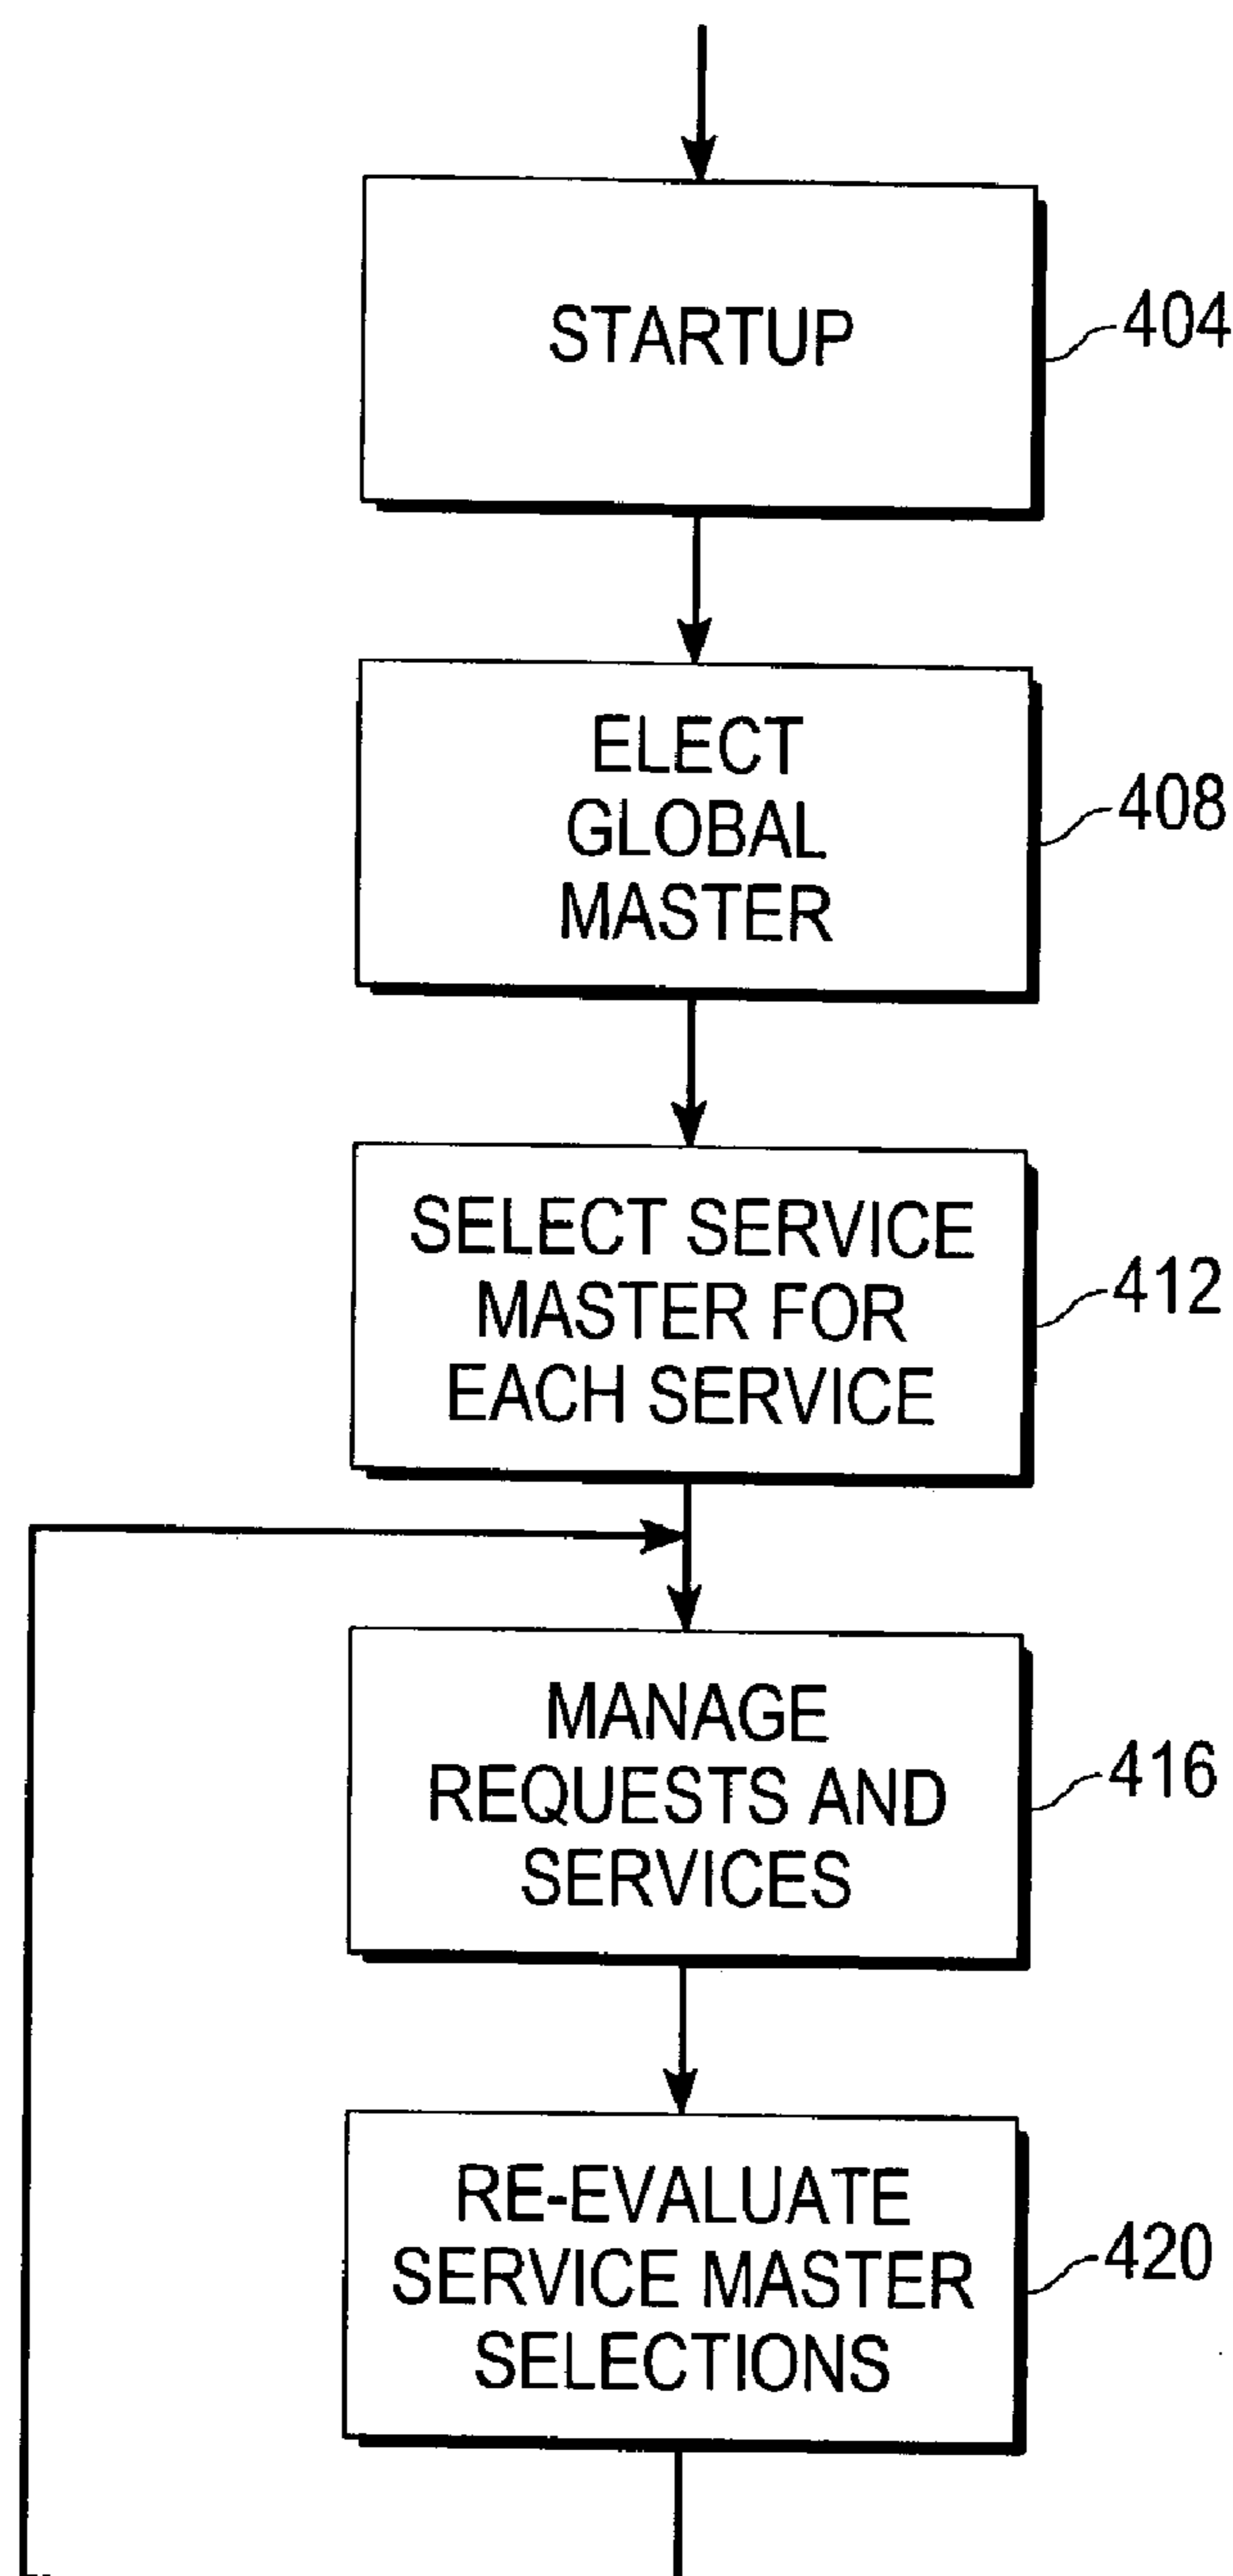 STARTUP
404
ELECT
GLOBAL
MASTER
408
SELECT SERVICE
MASTER FOR
EACH SERVICE
412
MANAGE
REQUESTS AND
SERVICES
416
RE-EVALUATE
SERVICE MASTER
SELECTIONS
420